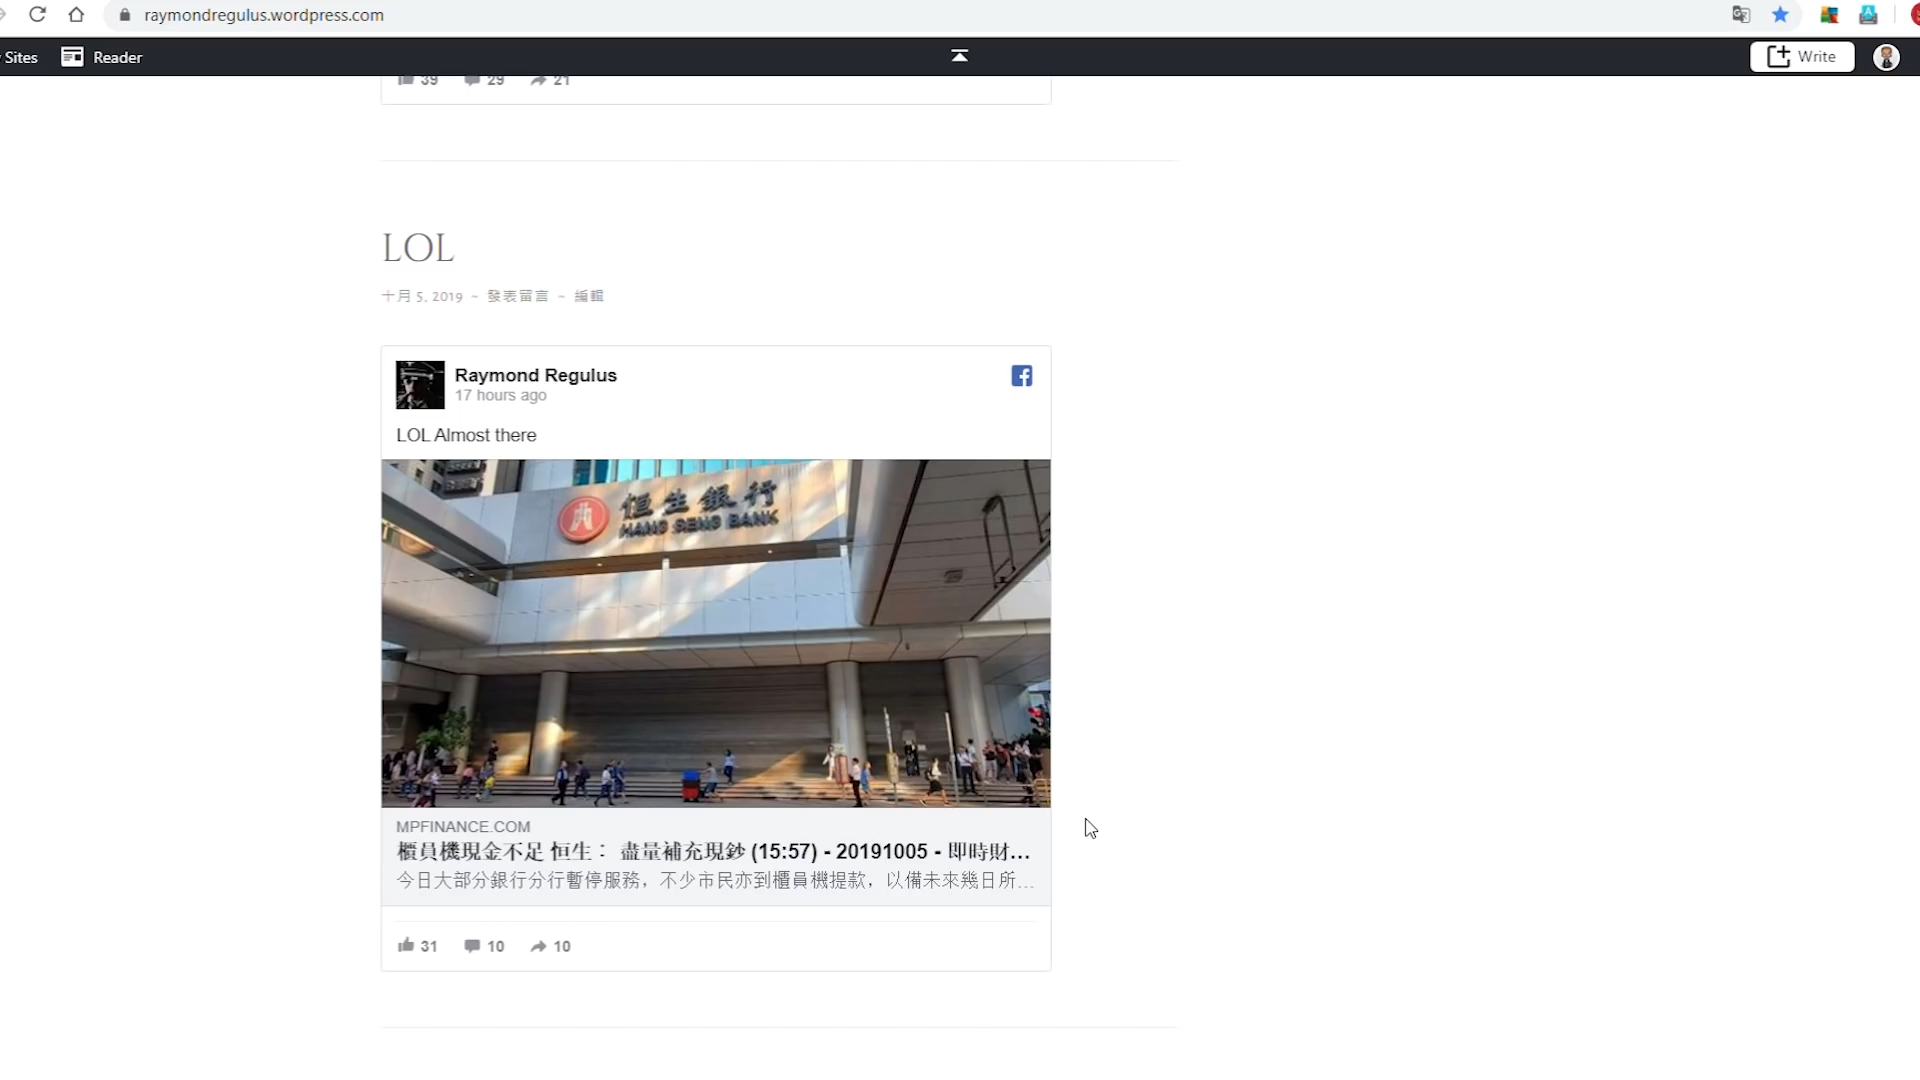 raymondregulus.wordpress.com
Sites
Reader
Write
39 29 21
LOL
十月 5, 2019 ~ 發表留言 ~ 編輯
Raymond Regulus
17 hours ago
LOL Almost there
恒生銀行
HANG SENG BANK
MPFINANCE.COM
櫃員機現金不足 恒生： 盡量補充現鈔 (15:57) - 20191005 - 即時財…
今日大部分銀行分行暫停服務，不少市民亦到櫃員機提款，以備未來幾日所…
31 10 10